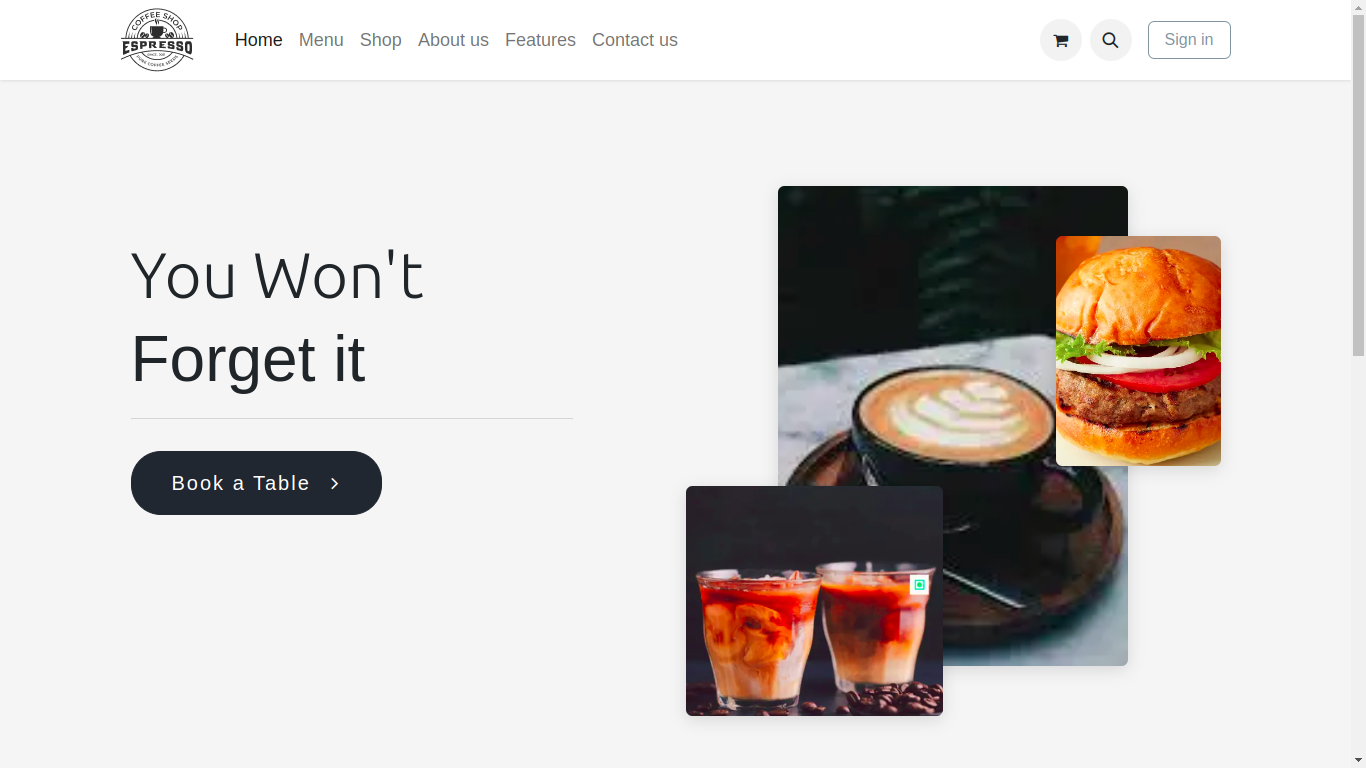 COFFEE SHOP
ESPRESSO
Home
Menu
Shop
About us
Features
Contact us
Sign in
You Won't
Forget it
Book a Table